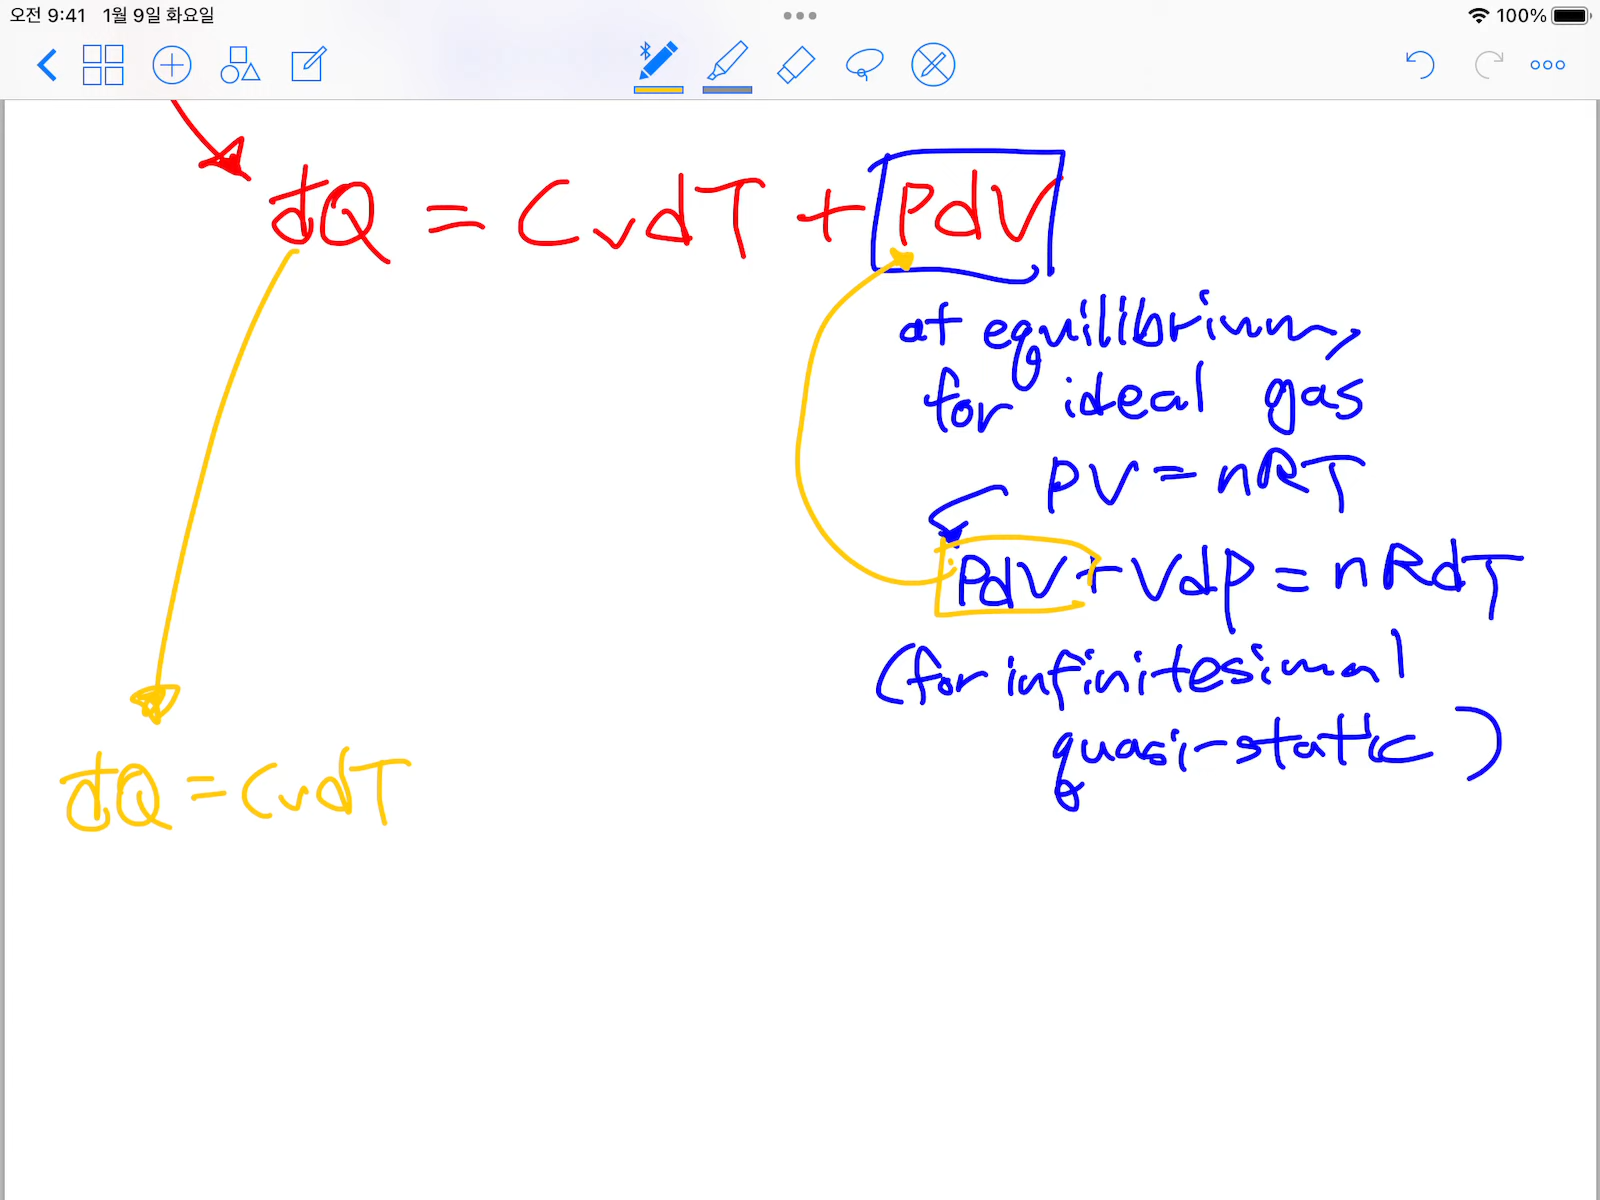 오전 9:41 1월 9일 화요일
100%
đQ = CvdT + PdV
at equilibrium,
for ideal gas
PV = nRT
PdV + VdP = nRdT
(for infinitesimal
quasi-static)
đQ = CvdT